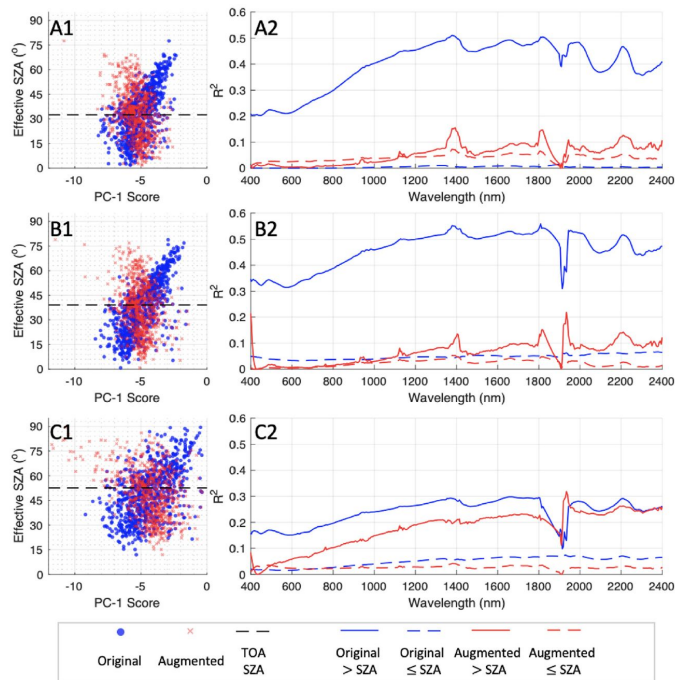 A1
Effective SZA (°)
90
75
60
45
30
15
0
-10
-5
0
PC-1 Score
A2
R²
0.6
0.5
0.4
0.3
0.2
0.1
0
400 600 800 1000 1200 1400 1600 1800 2000 2200 2400
Wavelength (nm)
B1
Effective SZA (°)
90
75
60
45
30
15
0
-10
-5
0
PC-1 Score
B2
R²
0.6
0.5
0.4
0.3
0.2
0.1
0
400 600 800 1000 1200 1400 1600 1800 2000 2200 2400
Wavelength (nm)
C1
Effective SZA (°)
90
75
60
45
30
15
0
-10
-5
0
PC-1 Score
C2
R²
0.6
0.5
0.4
0.3
0.2
0.1
0
400 600 800 1000 1200 1400 1600 1800 2000 2200 2400
Wavelength (nm)
Original
Augmented
TOA
SZA
Original
> SZA
Original
≤ SZA
Augmented
> SZA
Augmented
≤ SZA